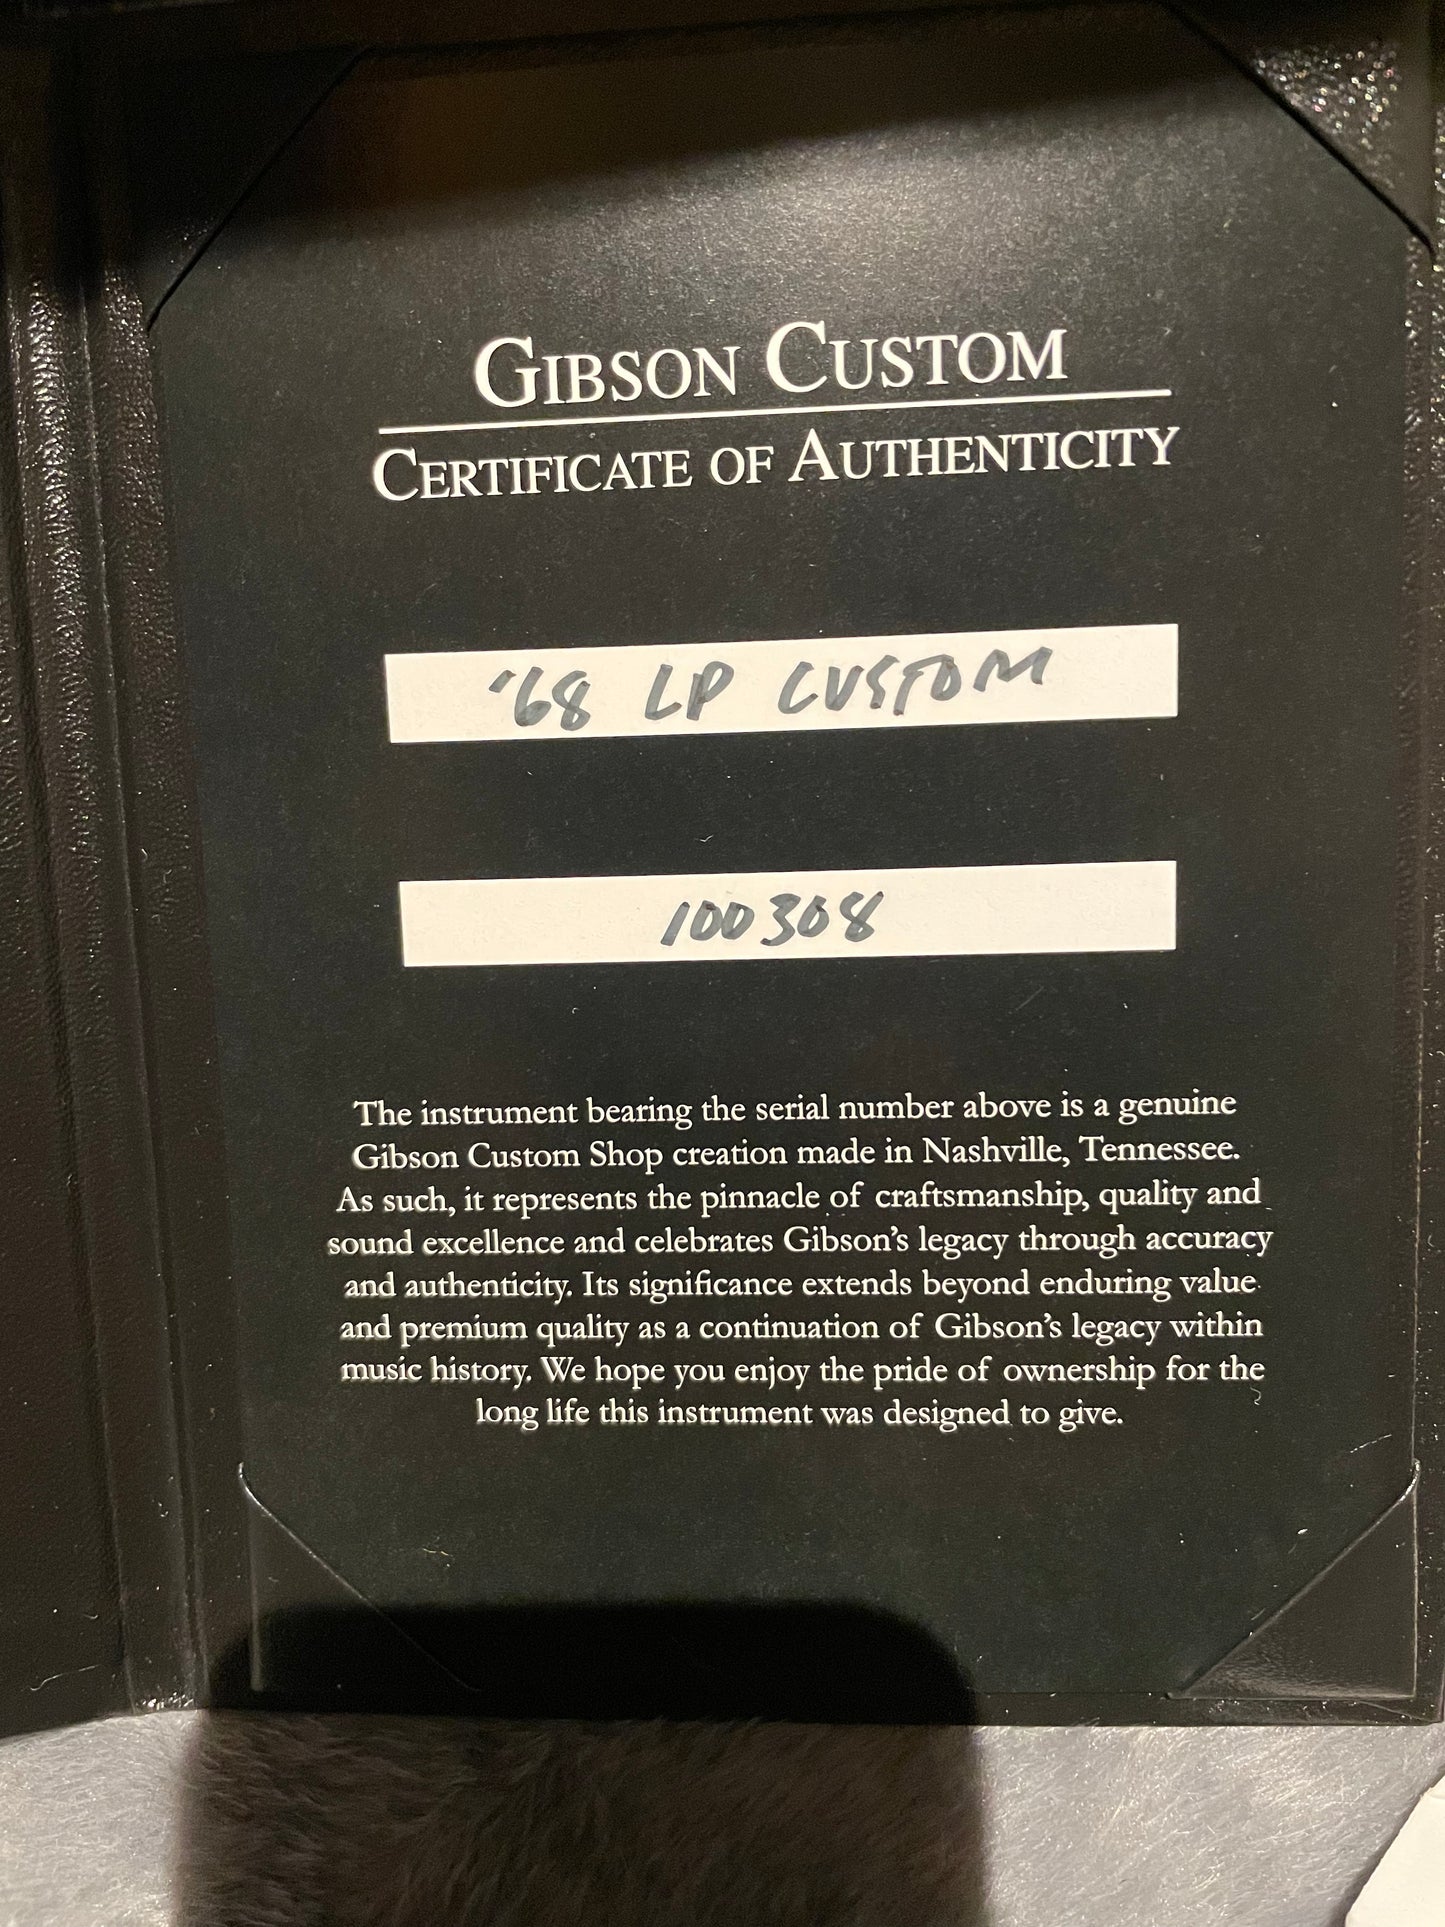 GIBSON CUSTOM
CERTIFICATE OF AUTHENTICITY
'68 LP CUSTOM
100308
The instrument bearing the serial number above is a genuine
Gibson Custom Shop creation made in Nashville, Tennessee.
As such, it represents the pinnacle of craftsmanship, quality and
sound excellence and celebrates Gibson's legacy through accuracy
and authenticity. Its significance extends beyond enduring value
and premium quality as a continuation of Gibson's legacy within
music history. We hope you enjoy the pride of ownership for the
long life this instrument was designed to give.